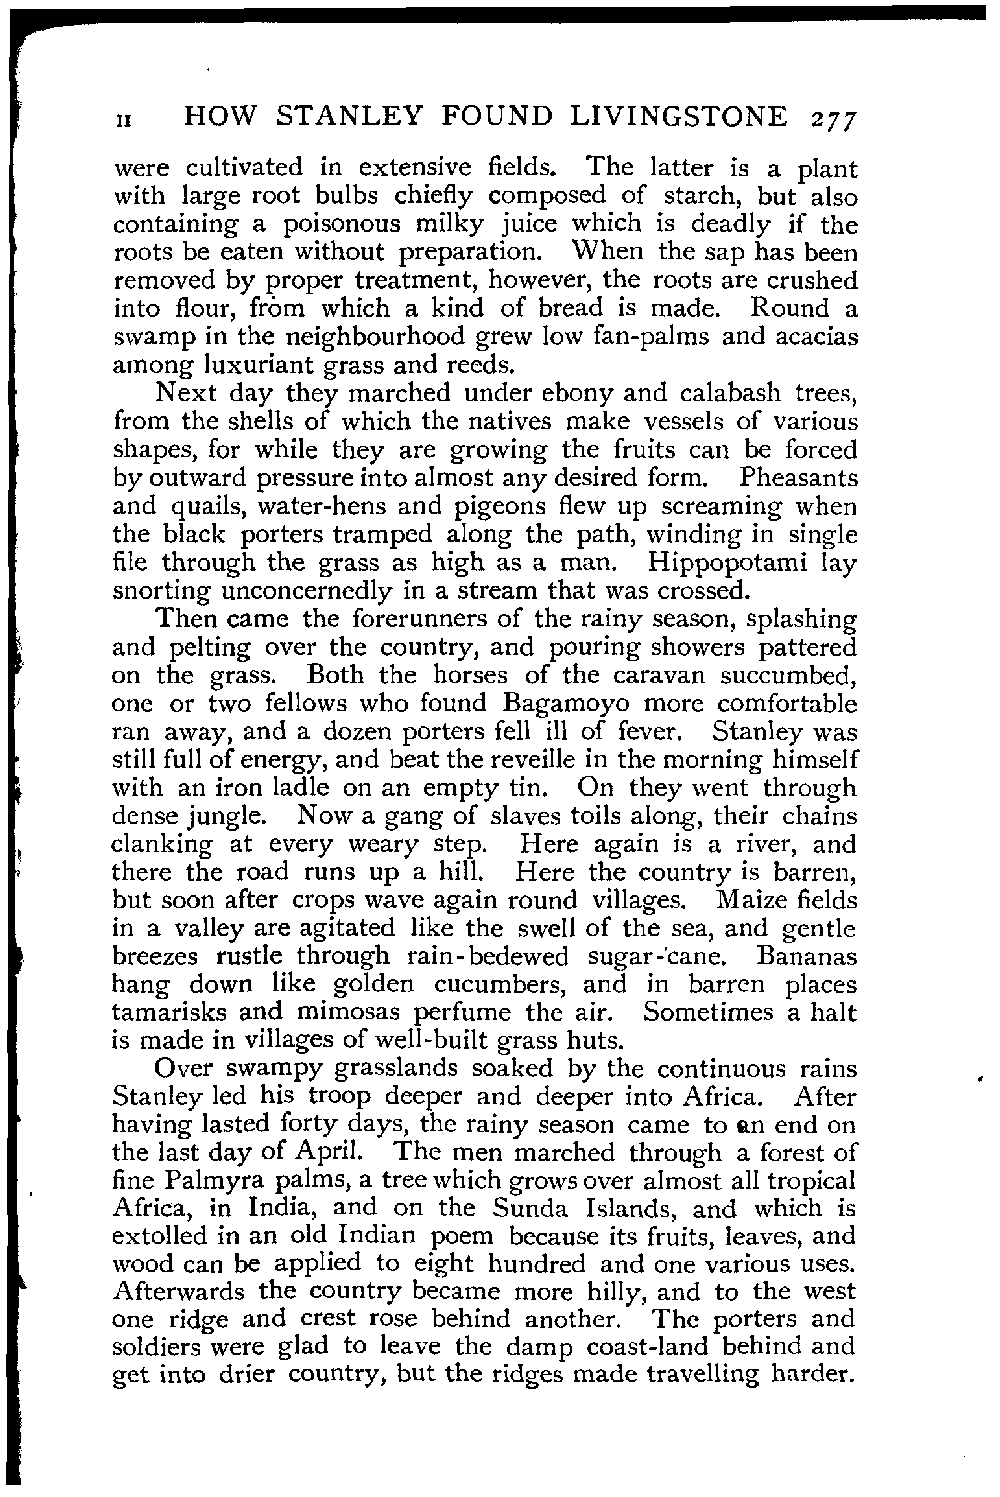 II HOW STANLEY FOUND LIVINGSTONE 277
were cultivated in extensive fields. The latter is a plant
with large root bulbs chiefly composed of starch, but also
containing a poisonous milky juice which is deadly if the
roots be eaten without preparation. When the sap has been
removed by proper treatment, however, the roots are crushed
into flour, from which a kind of bread is made. Round a
swamp in the neighbourhood grew low fan-palms and acacias
among luxuriant grass and reeds.
Next day they marched under ebony and calabash trees,
from the shells of which the natives make vessels of various
shapes, for while they are growing the fruits can be forced
by outward pressure into almost any desired form. Pheasants
and quails, water-hens and pigeons flew up screaming when
the black porters tramped along the path, winding in single
file through the grass as high as a man. Hippopotami lay
snorting unconcernedly in a stream that was crossed.
Then came the forerunners of the rainy season, splashing
and pelting over the country, and pouring showers pattered
on the grass. Both the horses of the caravan succumbed,
one or two fellows who found Bagamoyo more comfortable
ran away, and a dozen porters fell ill of fever. Stanley was
still full of energy, and beat the reveille in the morning himself
with an iron ladle on an empty tin. On they went through
dense jungle. Now a gang of slaves toils along, their chains
clanking at every weary step. Here again is a river, and
there the road runs up a hill. Here the country is barren,
but soon after crops wave again round villages. Maize fields
in a valley are agitated like the swell of the sea, and gentle
breezes rustle through rain-bedewed sugar-cane. Bananas
hang down like golden cucumbers, and in barren places
tamarisks and mimosas perfume the air. Sometimes a halt
is made in villages of well-built grass huts.
Over swampy grasslands soaked by the continuous rains
Stanley led his troop deeper and deeper into Africa. After
having lasted forty days, the rainy season came to an end on
the last day of April. The men marched through a forest of
fine Palmyra palms, a tree which grows over almost all tropical
Africa, in India, and on the Sunda Islands, and which is
extolled in an old Indian poem because its fruits, leaves, and
wood can be applied to eight hundred and one various uses.
Afterwards the country became more hilly, and to the west
one ridge and crest rose behind another. The porters and
soldiers were glad to leave the damp coast-land behind and
get into drier country, but the ridges made travelling harder.